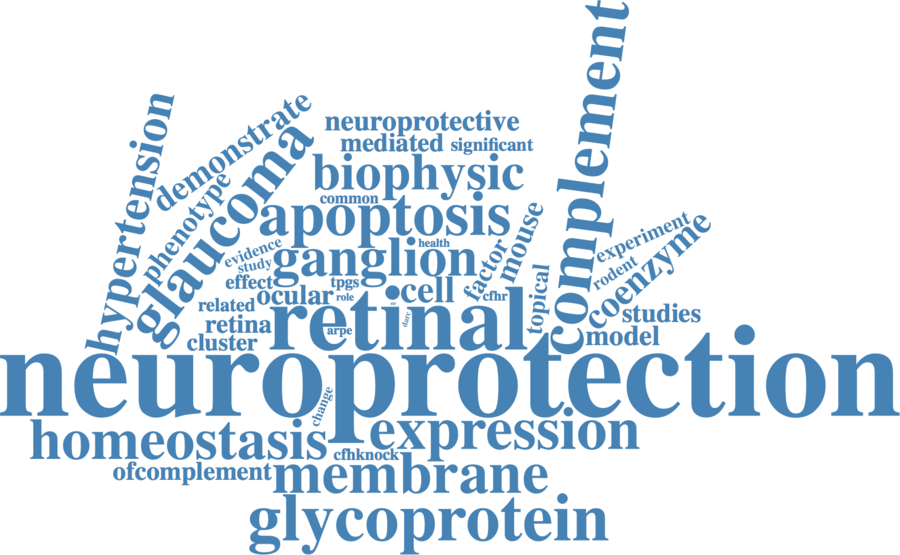 complement
hypertension
demonstrate
neuroprotective
mediated
significant
glaucoma
phenotype
biophysic
common
apoptosis
mouse
experiment
coenzyme
evidence
health
study
ganglion
factor
rodent
effect
tpgs
cell
cfhr
topical
related
ocular
role
retinal
darc
studies
retina
arpe
cluster
model
neuroprotection
change
homeostasis
expression
cfhknock
ofcomplement
membrane
glycoprotein